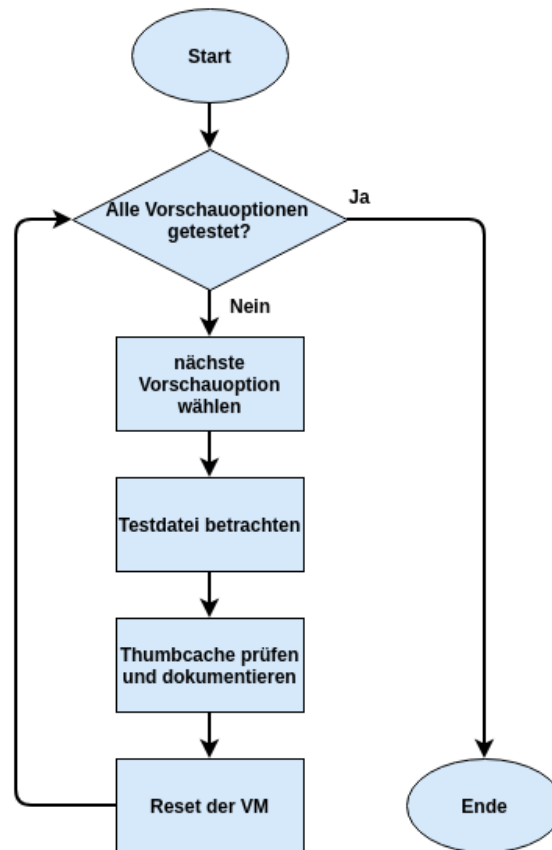 Start
Alle Vorschauoptionen
getestet?
Ja
Nein
nächste
Vorschauoption
wählen
Testdatei betrachten
Thumbcache prüfen
und dokumentieren
Reset der VM
Ende